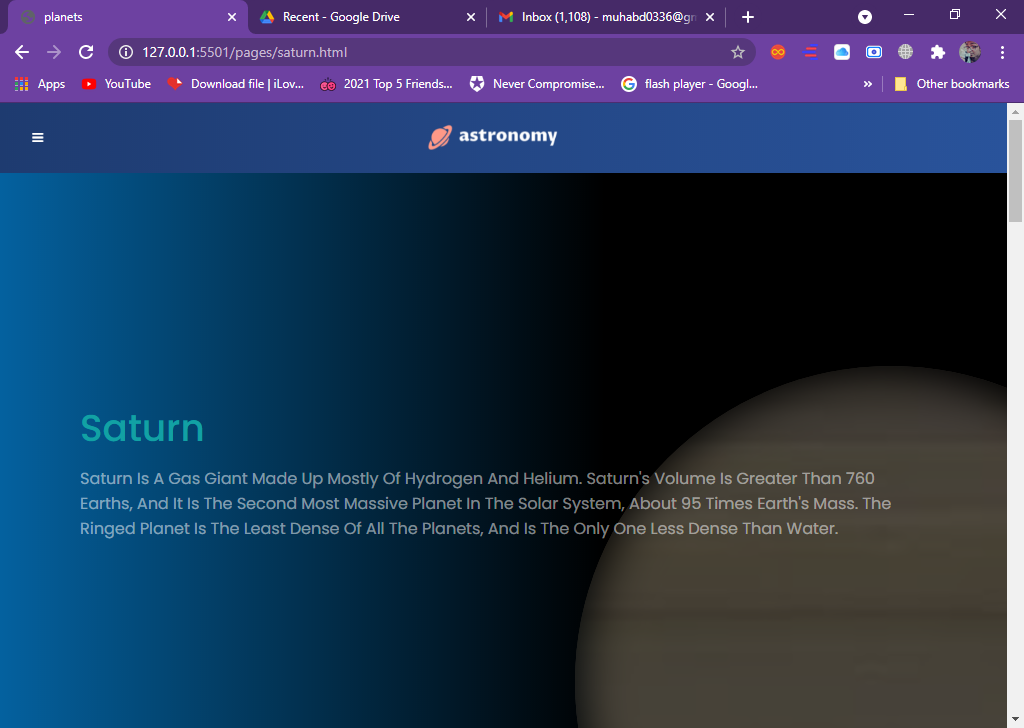 planets
Recent - Google Drive
Inbox (1,108) - muhabd0336@gn
127.0.0.1:5501/pages/saturn.html
Apps
YouTube
Download file | iLov...
2021 Top 5 Friends...
Never Compromise...
flash player - Googl...
»
Other bookmarks
astronomy
Saturn
Saturn Is A Gas Giant Made Up Mostly Of Hydrogen And Helium. Saturn's Volume Is Greater Than 760
Earths, And It Is The Second Most Massive Planet In The Solar System, About 95 Times Earth's Mass. The
Ringed Planet Is The Least Dense Of All The Planets, And Is The Only One Less Dense Than Water.